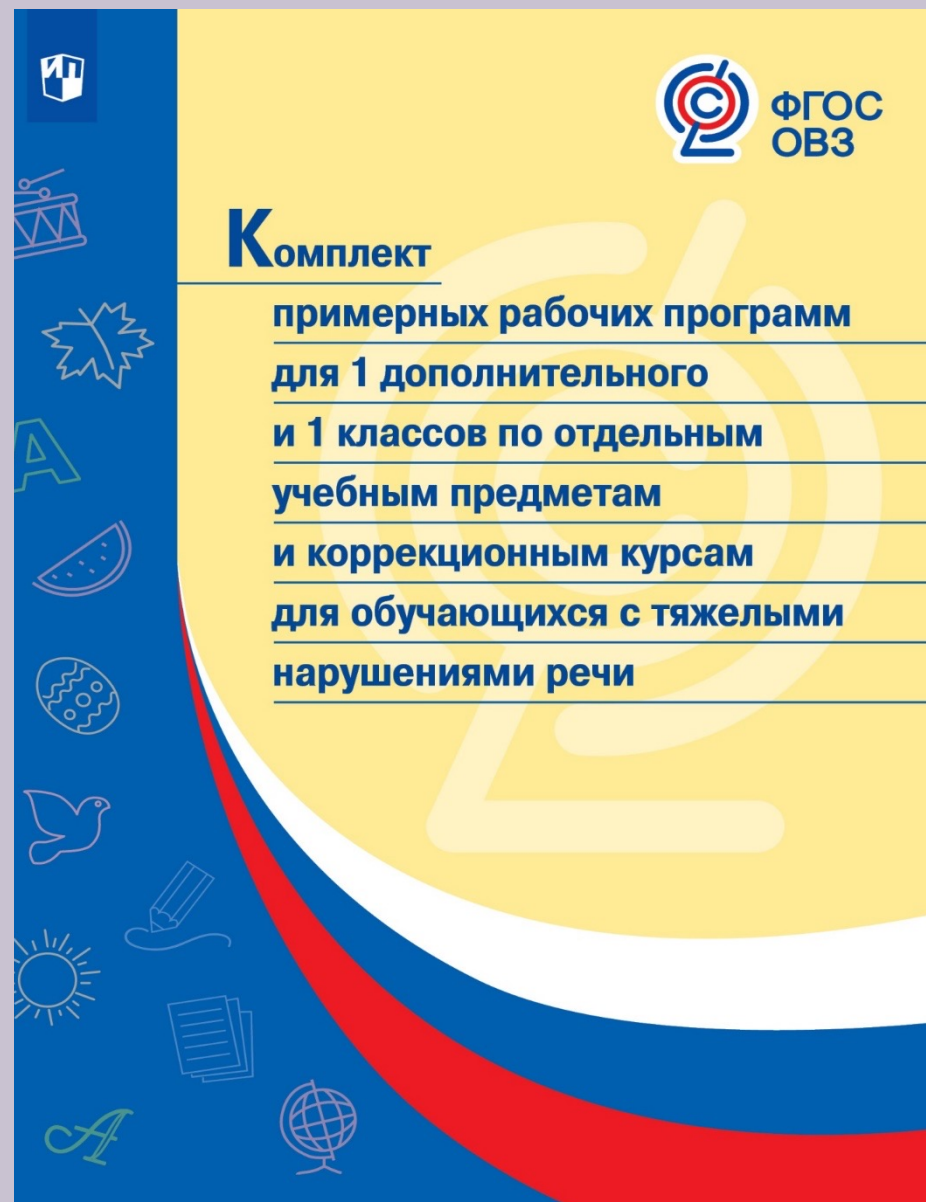 ИП
ФГОС
ОВЗ
Комплект
примерных рабочих программ
для 1 дополнительного
и 1 классов по отдельным
учебным предметам
и коррекционным курсам
для обучающихся с тяжелыми
нарушениями речи
А
А